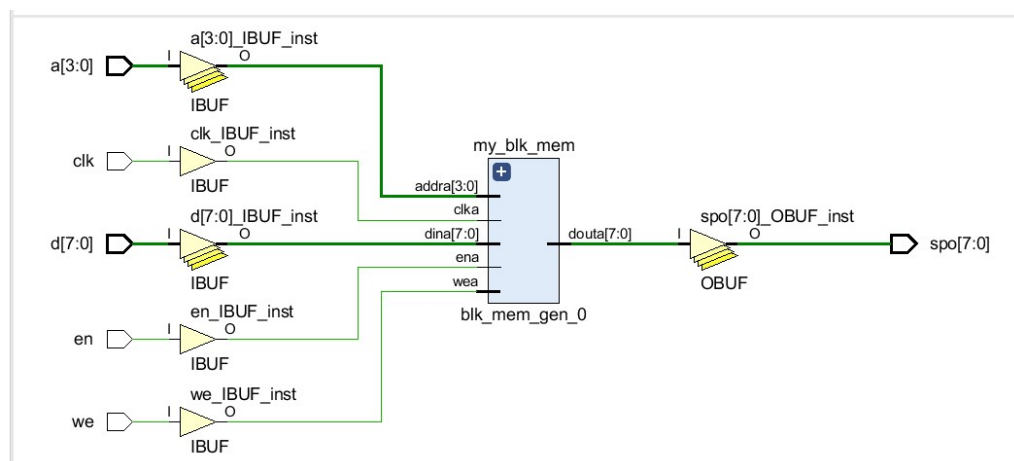 a[3:0]_IBUF_inst
a[3:0]
I
O
IBUF
clk_IBUF_inst
clk
I
O
IBUF
my_blk_mem
addra[3:0]
clka
d[7:0]_IBUF_inst
d[7:0]
I
O
IBUF
dina[7:0]
douta[7:0]
spo[7:0]_OBUF_inst
I
O
spo[7:0]
OBUF
ena
wea
blk_mem_gen_0
en_IBUF_inst
en
I
O
IBUF
we_IBUF_inst
we
I
O
IBUF